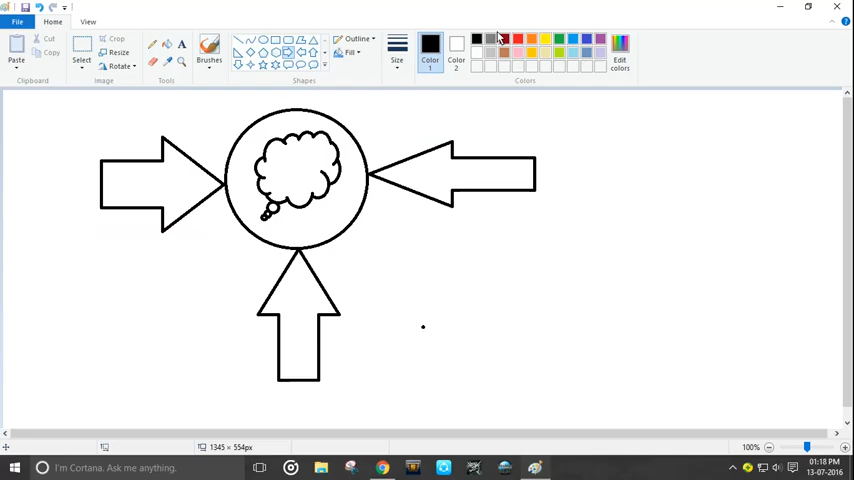 File
Home
View
Paste
Cut
Copy
Clipboard
Select
Crop
Resize
Rotate
Image
Tools
Brushes
Shapes
Outline
Fill
Size
Color 1
Color 2
Colors
Edit colors
1345 × 554px
100%
I'm Cortana. Ask me anything.
01:18 PM
13-07-2016